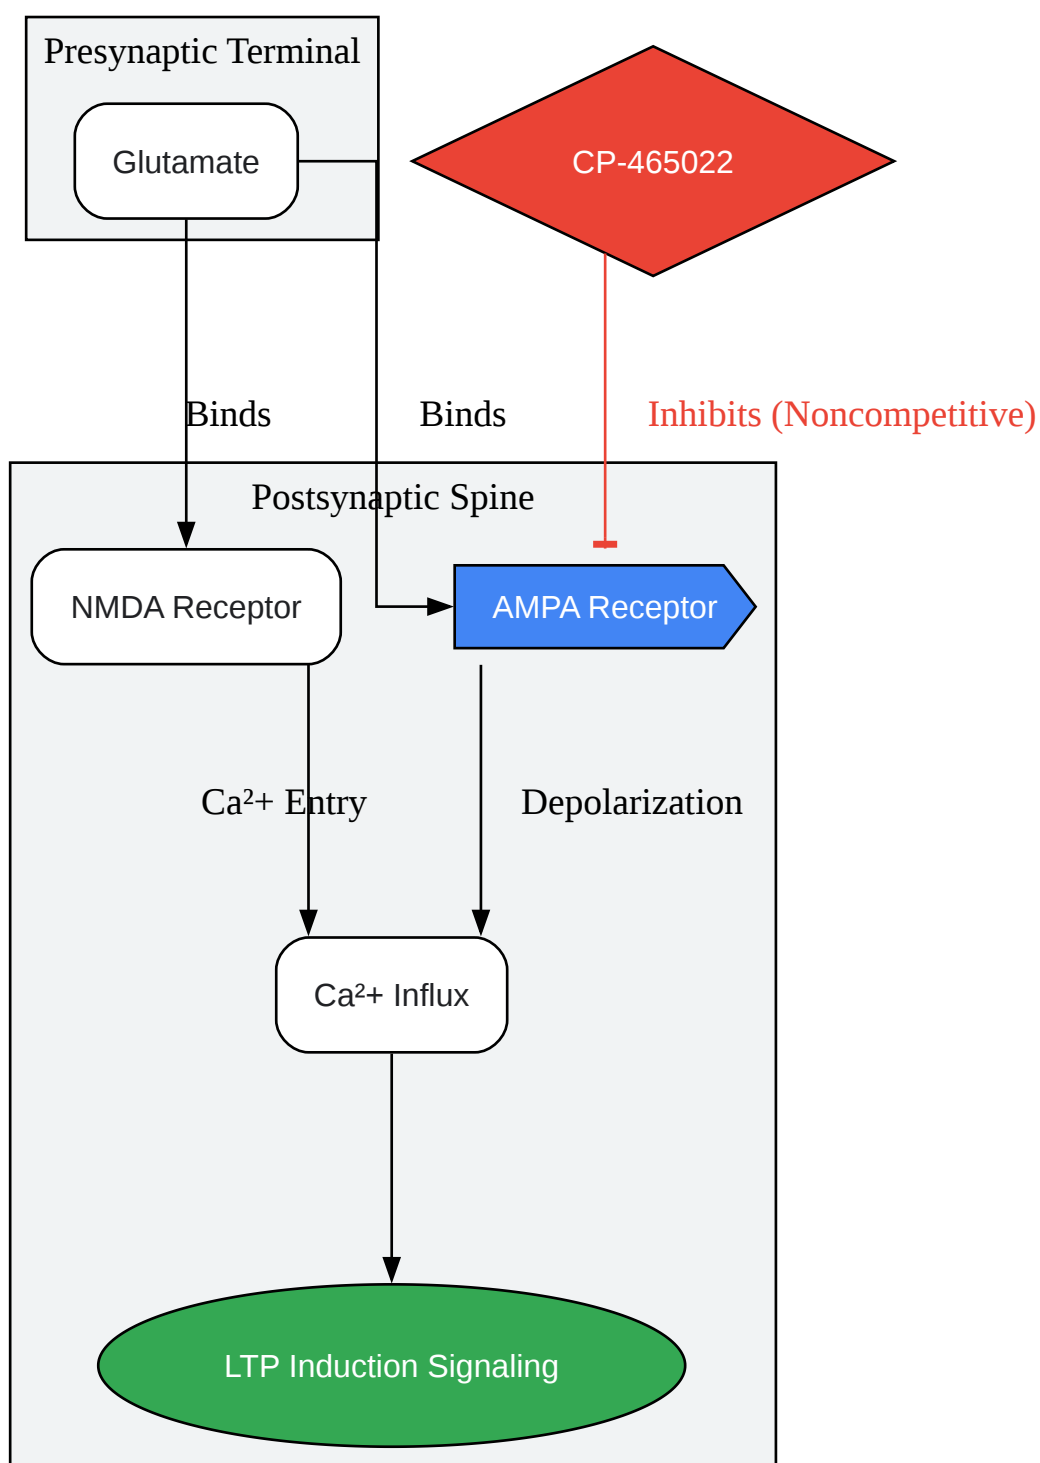 Presynaptic Terminal
Glutamate
CP-465022
Binds
Binds
Inhibits (Noncompetitive)
Postsynaptic Spine
NMDA Receptor
AMPA Receptor
Ca²+ Entry
Depolarization
Ca²+ Influx
LTP Induction Signaling